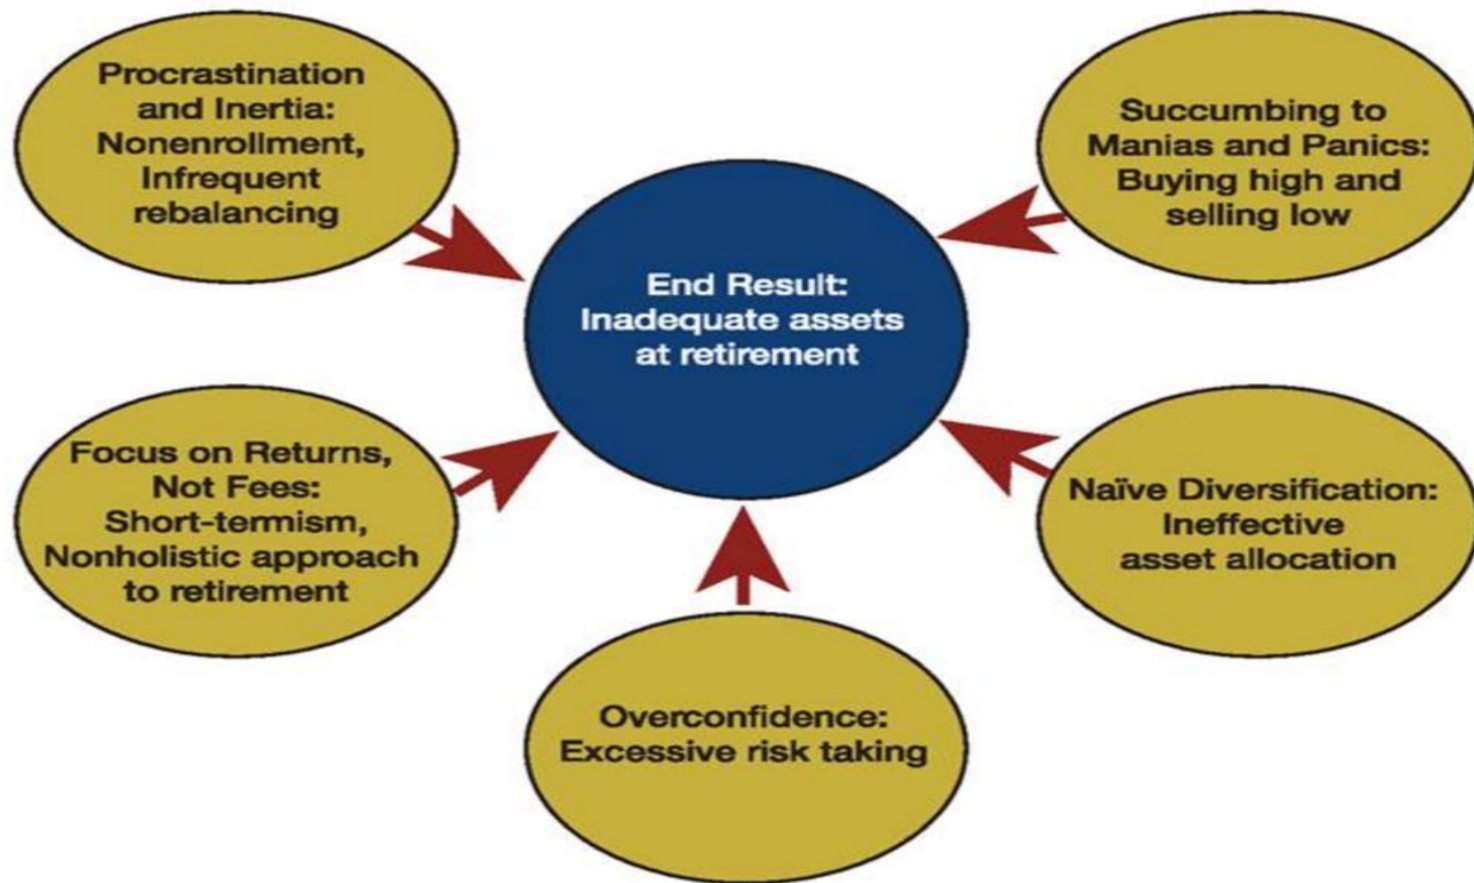 Procrastination
and Inertia:
Nonenrollment,
Infrequent
rebalancing
Succumbing to
Manias and Panics:
Buying high and
selling low
End Result:
Inadequate assets
at retirement
Focus on Returns,
Not Fees:
Short-termism,
Nonholistic approach
to retirement
Naïve Diversification:
Ineffective
asset allocation
Overconfidence:
Excessive risk taking